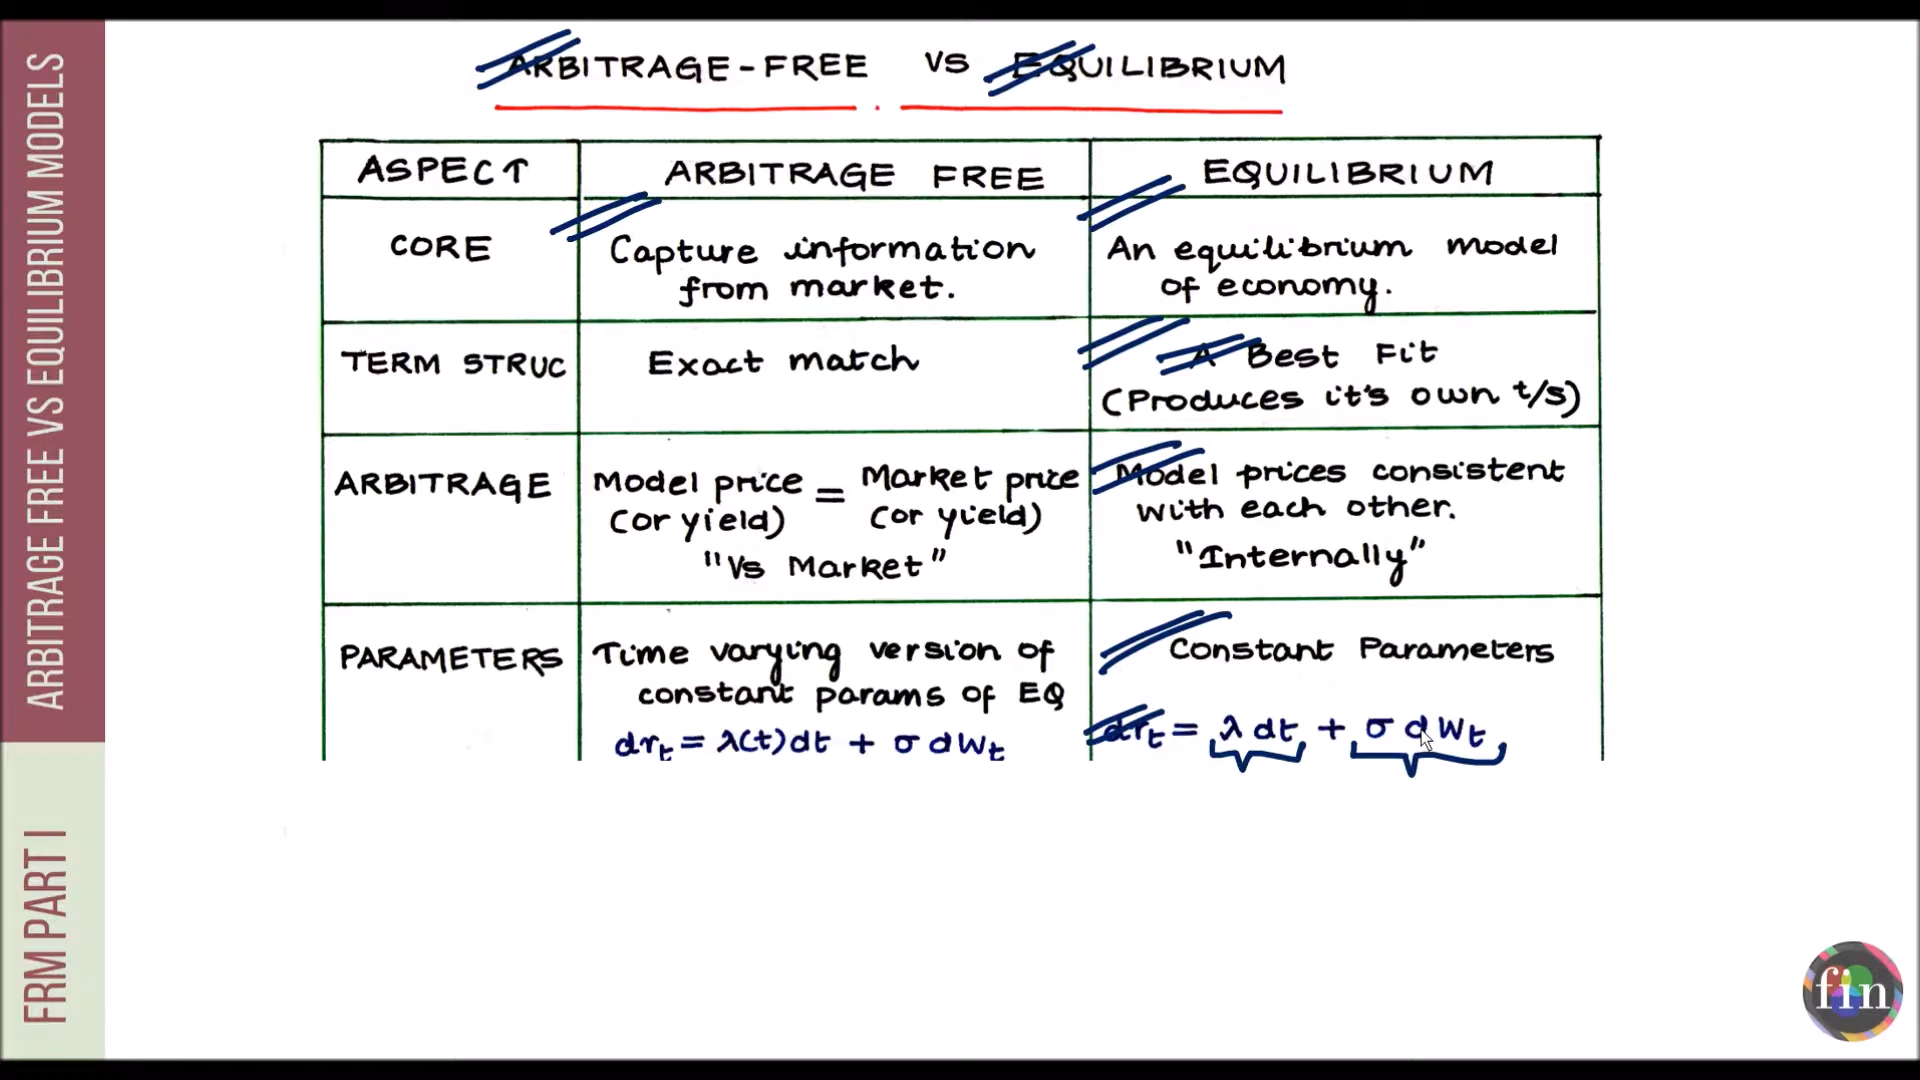 ARBITRAGE FREE VS EQUILIBRIUM MODELS
FRM PART I
ARBITRAGE-FREE VS EQUILIBRIUM
ASPECT ARBITRAGE FREE EQUILIBRIUM
CORE
Capture information
from market.
An equilibrium model
of economy.
TERM STRUC
Exact match
A Best Fit
(Produces it's own t/s)
ARBITRAGE
Model price = Market price
(or yield) (or yield)
"Vs Market"
Model prices consistent
with each other.
"Internally"
PARAMETERS
Time varying version of
constant params of EQ
drₜ = λ(t)dt + σ dWₜ
Constant Parameters
drₜ = λ dt + σ dWₜ
fin